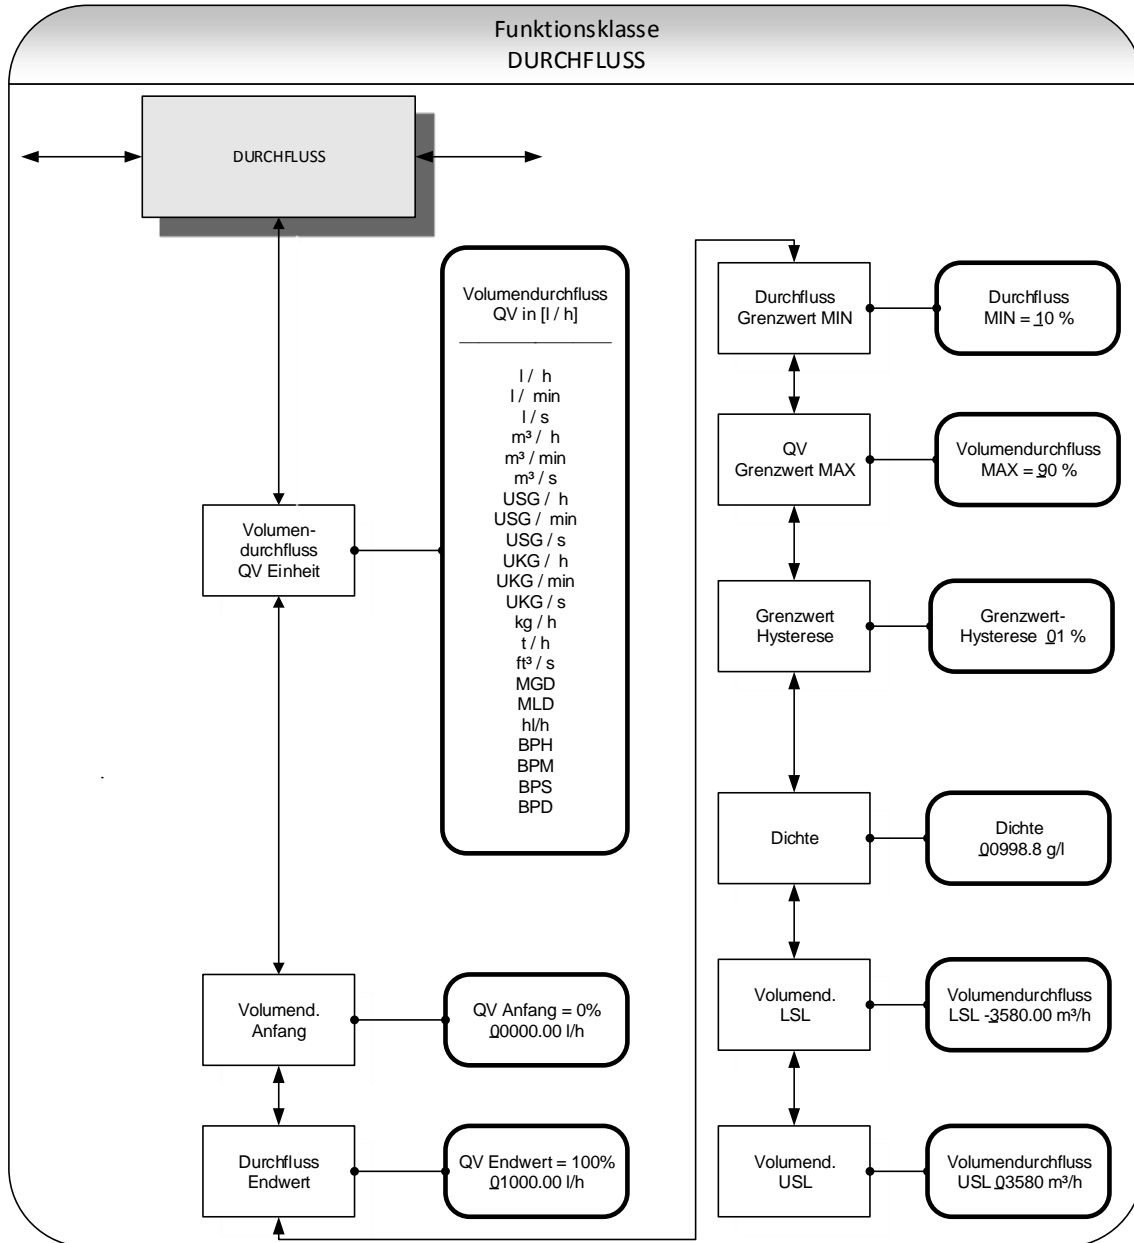 Funktionsklasse
DURCHFLUSS
DURCHFLUSS
Volumendurchfluss
QV in [l / h]
l / h
l / min
l / s
m³ / h
m³ / min
m³ / s
USG / h
USG / min
USG / s
UKG / h
UKG / min
UKG / s
kg / h
t / h
ft³ / s
MGD
MLD
hl/h
BPH
BPM
BPS
BPD
Volumen-
durchfluss
QV Einheit
Volumend.
Anfang
QV Anfang = 0%
00000.00 l/h
Durchfluss
Endwert
QV Endwert = 100%
01000.00 l/h
Durchfluss
Grenzwert MIN
Durchfluss
MIN = 10 %
QV
Grenzwert MAX
Volumendurchfluss
MAX = 90 %
Grenzwert
Hysterese
Grenzwert-
Hysterese 01 %
Dichte
Dichte
00998.8 g/l
Volumend.
LSL
Volumendurchfluss
LSL -3580.00 m³/h
Volumend.
USL
Volumendurchfluss
USL 03580 m³/h